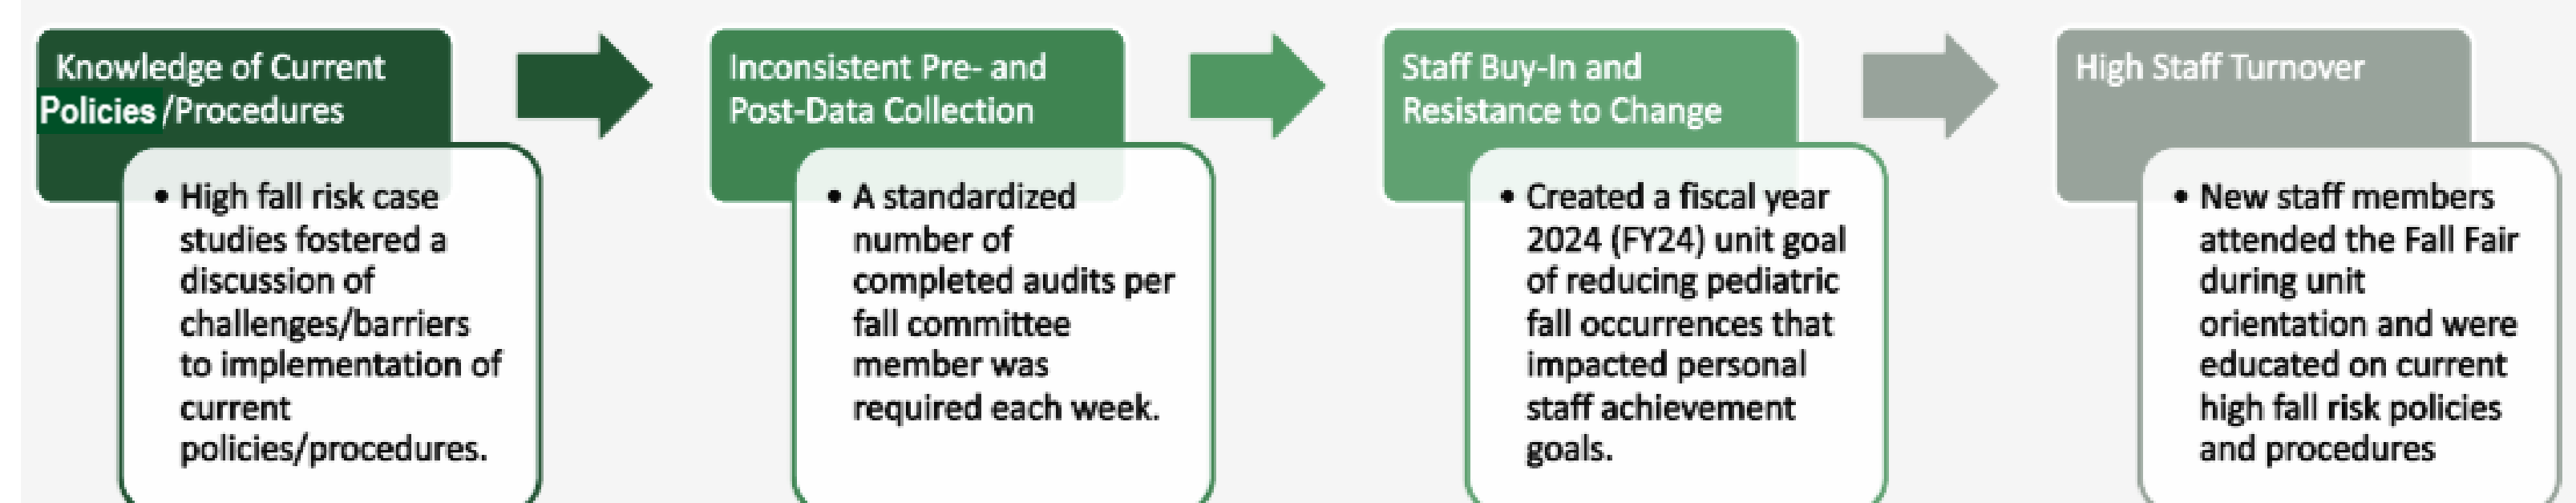 Knowledge of Current
Policies /Procedures
• High fall risk case
studies fostered a
discussion of
challenges/barriers
to implementation of
current
policies/procedures.
Inconsistent Pre- and
Post-Data Collection
• A standardized
number of
completed audits per
fall committee
member was
required each week.
Staff Buy-In and
Resistance to Change
• Created a fiscal year
2024 (FY24) unit goal
of reducing pediatric
fall occurrences that
impacted personal
staff achievement
goals.
High Staff Turnover
• New staff members
attended the Fall Fair
during unit
orientation and were
educated on current
high fall risk policies
and procedures